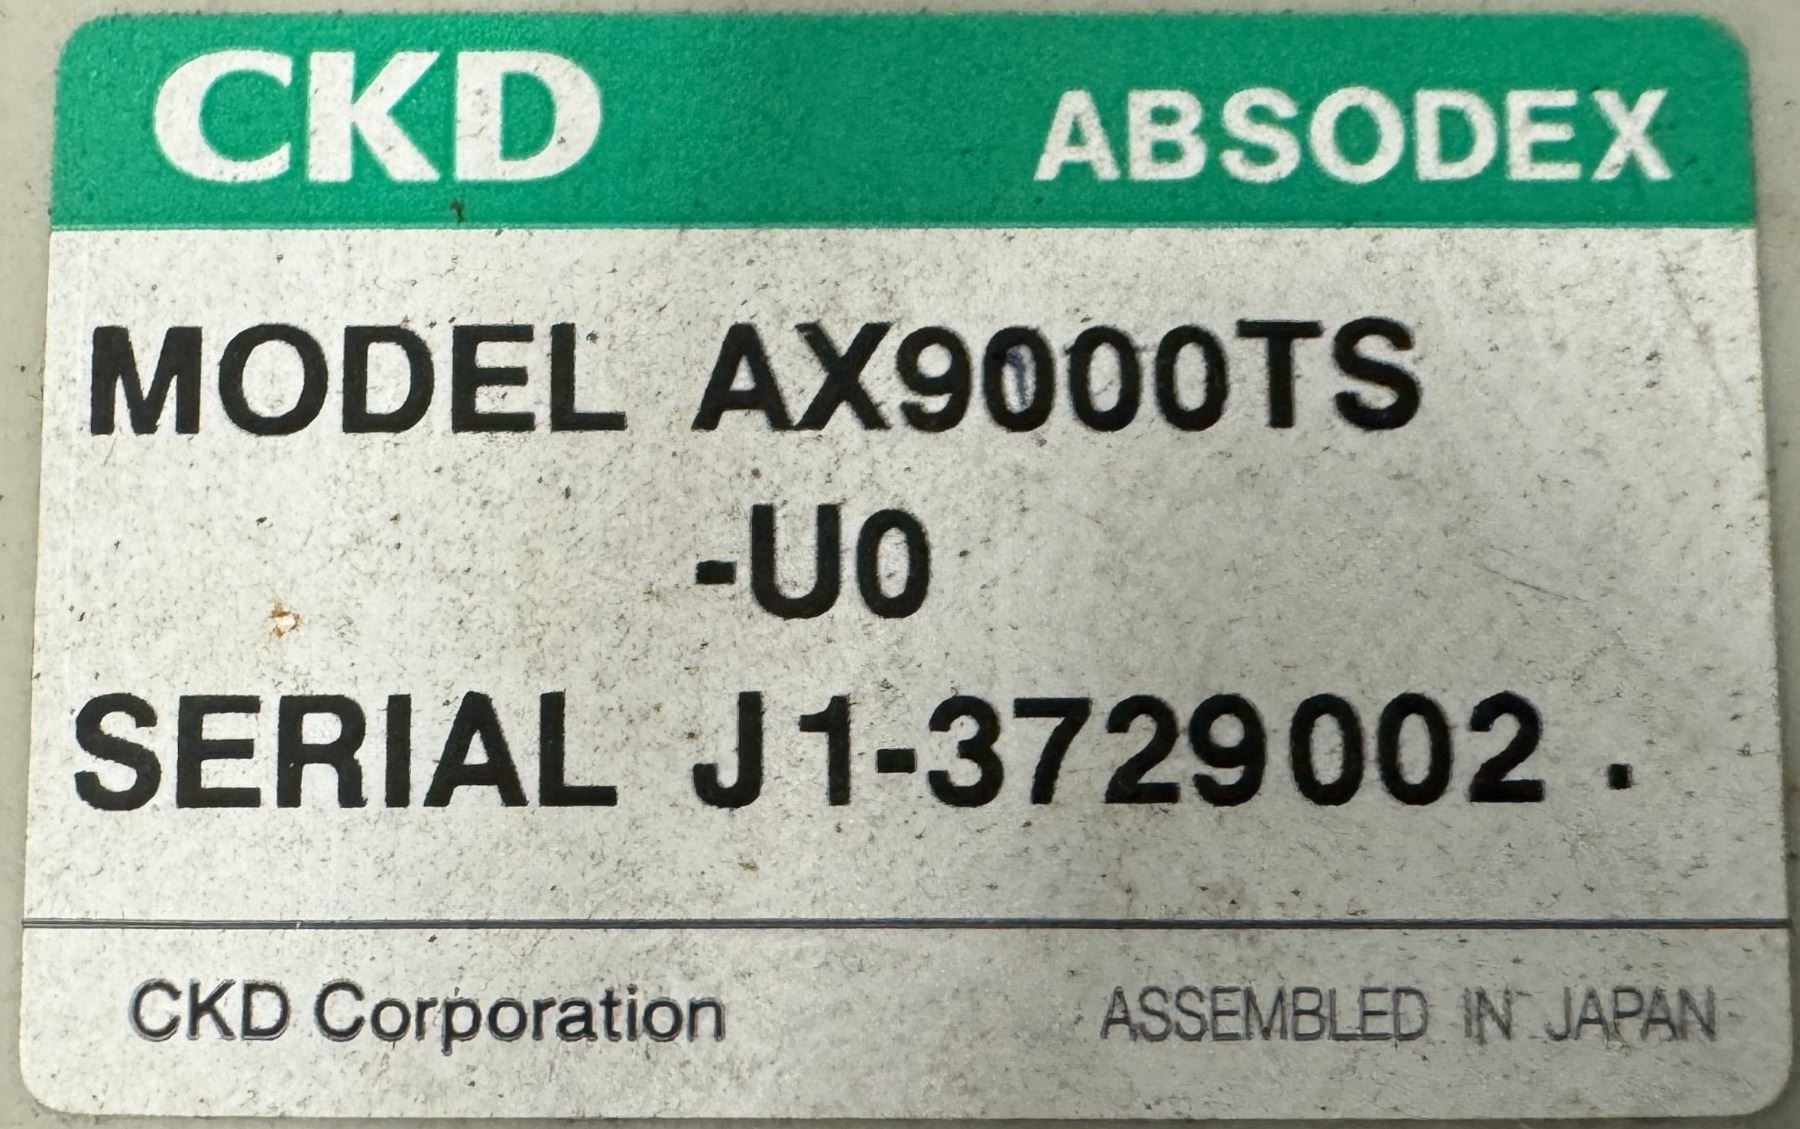 CKD ABSODEX
MODEL AX9000TS
-U0
SERIAL J1-3729002 .
CKD Corporation ASSEMBLED IN JAPAN